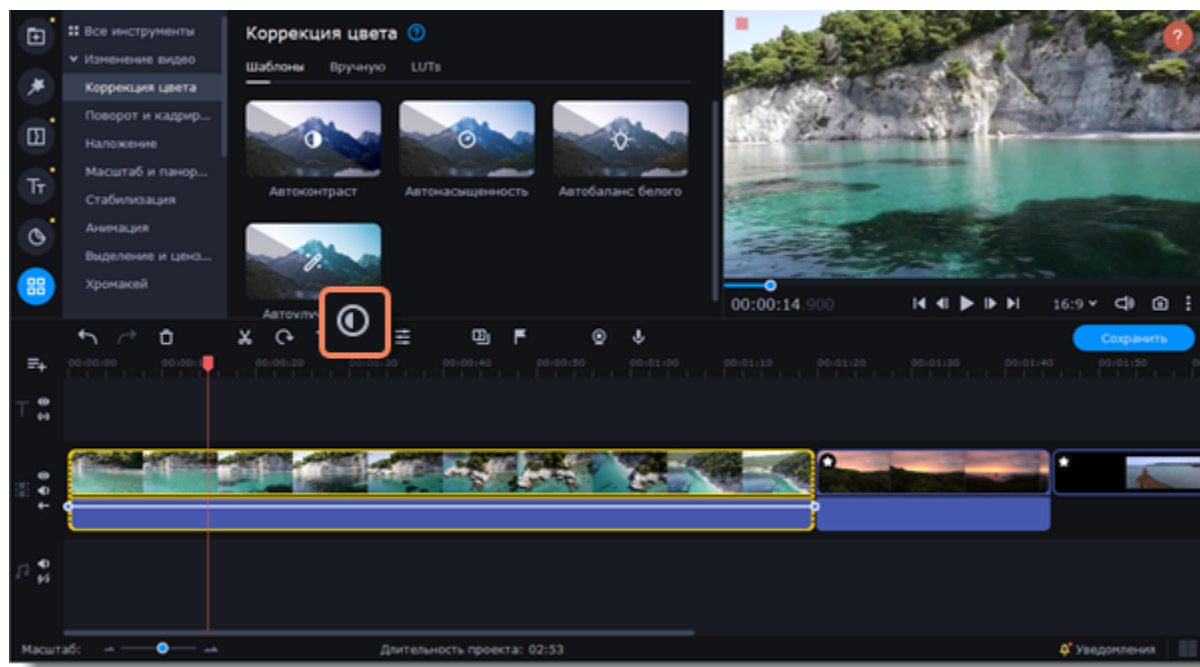 Все инструменты
Изменение видео
Коррекция цвета
Поворот и кадрир...
Наложение
Масштаб и панор...
Стабилизация
Анимация
Выделение и ценз...
Хромакей
Коррекция цвета ?
Шаблоны Вручную LUTs
Автоконтраст Автонасыщенность Автобаланс белого
?
00:00:14.900
16:9
Сохранить
00:00:00 00:00:20 00:00:30 00:00:40 00:00:50 00:01:00 00:01:10 00:01:20 00:01:30 00:01:40 00:01:50
Масштаб:
Длительность проекта: 02:53
Уведомления